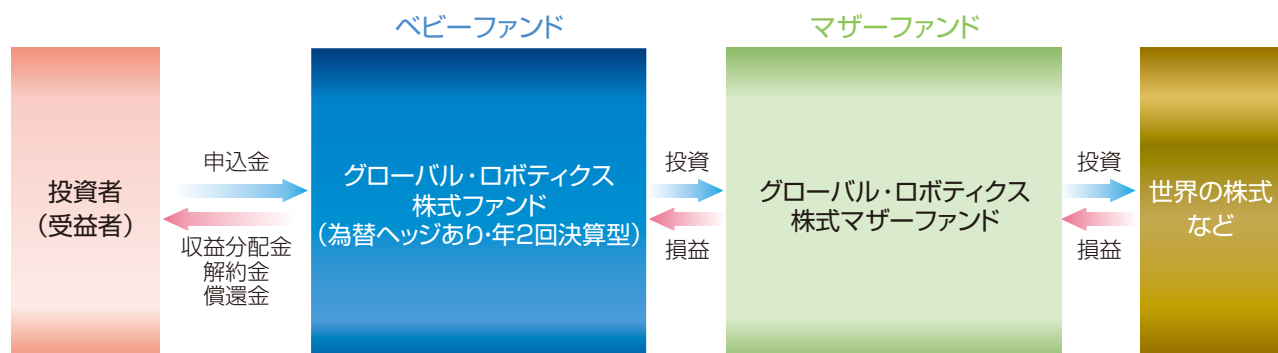 ベビーファンド
マザーファンド
投資者
（受益者）
申込金
収益分配金
解約金
償還金
グローバル・ロボティクス
株式ファンド
（為替ヘッジあり・年2回決算型）
投資
損益
グローバル・ロボティクス
株式マザーファンド
投資
損益
世界の株式
など